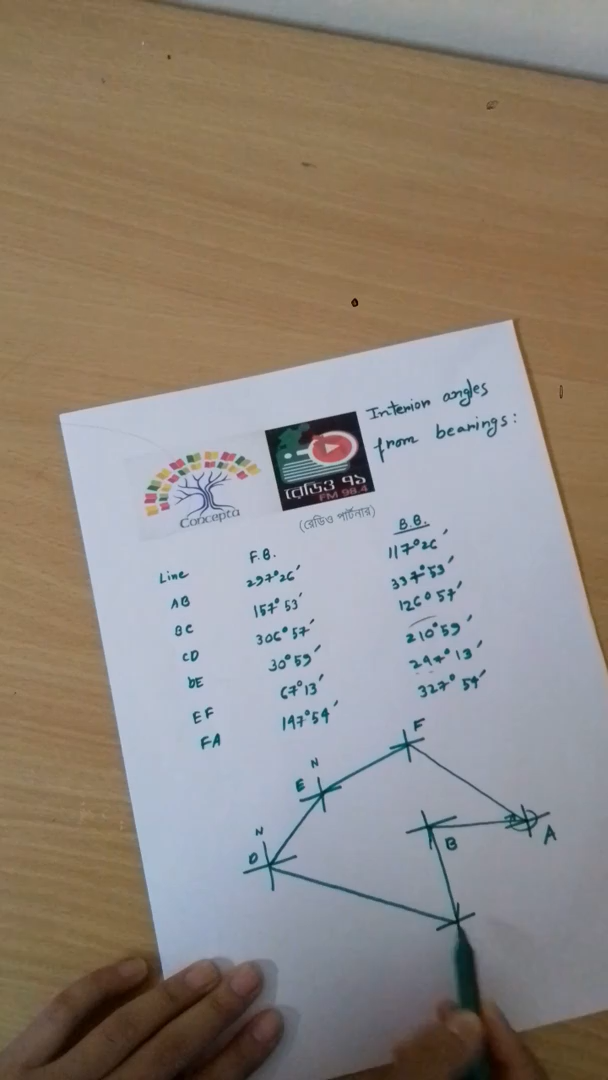 Interior angles
from bearings:
Concepta
রেডিও ৭১
FM 98.4
(রেডিও পার্টনার)
Line F.B. B.B.
AB 297°26′ 117°26′
BC 157°53′ 337°53′
CD 306°57′ 126°57′
DE 30°59′ 210°59′
EF 67°13′ 247°13′
FA 147°54′ 327°54′
F
N
E
N
D
B
A